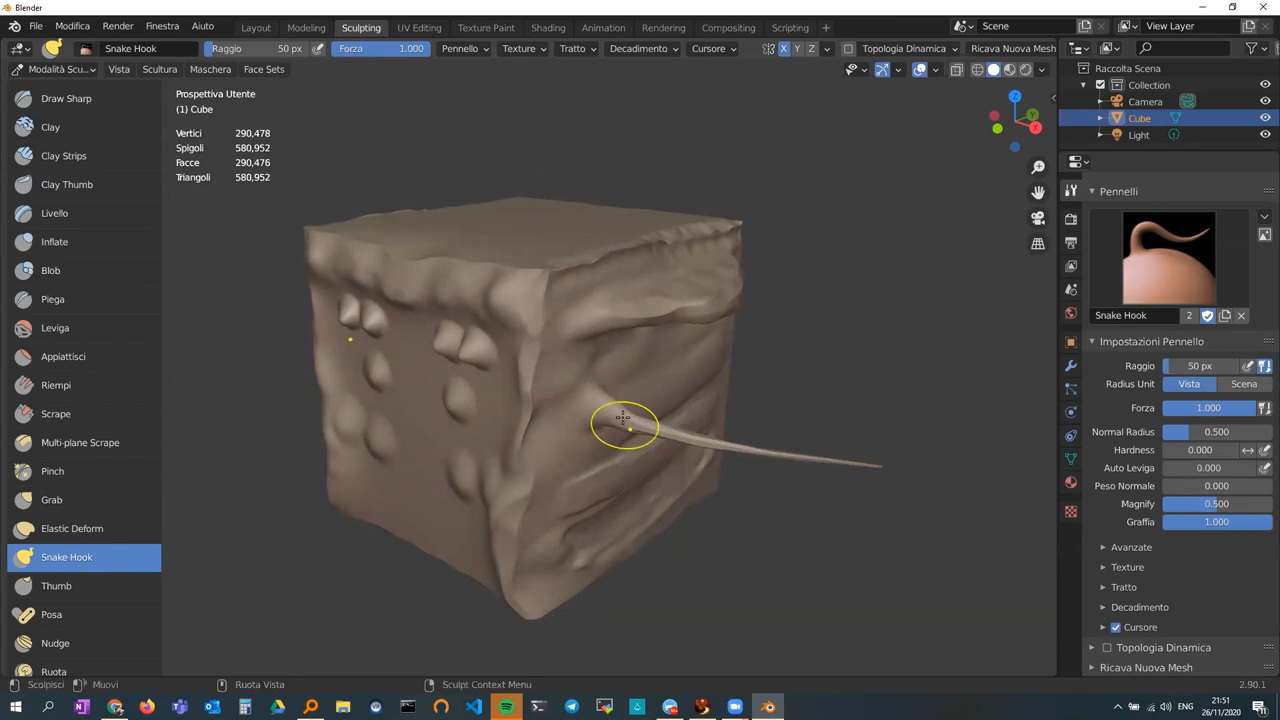 Blender
File Modifica Render Finestra Aiuto Layout Modeling Sculpting UV Editing Texture Paint Shading Animation Rendering Compositing Scripting + Scene View Layer
Snake Hook Raggio 50 px Forza 1.000 Pennello Texture Tratto Decadimento Cursore X Y Z Topologia Dinamica Ricava Nuova Mesh
Modalità Scu... Vista Scultura Maschera Face Sets
Raccolta Scena
Collection
Camera
Cube
Light
Draw Sharp
Clay
Clay Strips
Clay Thumb
Livello
Inflate
Blob
Piega
Leviga
Appiattisci
Riempi
Scrape
Multi-plane Scrape
Pinch
Grab
Elastic Deform
Snake Hook
Thumb
Posa
Nudge
Ruota
Prospettiva Utente
(1) Cube
Vertici 290,478
Spigoli 580,952
Facce 290,476
Triangoli 580,952
Z
Y
X
Pennelli
Snake Hook 2
Impostazioni Pennello
Raggio 50 px
Radius Unit Vista Scena
Forza 1.000
Normal Radius 0.500
Hardness 0.000
Auto Leviga 0.000
Peso Normale 0.000
Magnify 0.500
Graffia 1.000
Avanzate
Texture
Tratto
Decadimento
Cursore
Topologia Dinamica
Ricava Nuova Mesh
Scolpisci Muovi Ruota Vista Sculpt Context Menu 2.90.1
21:51
26/11/2020